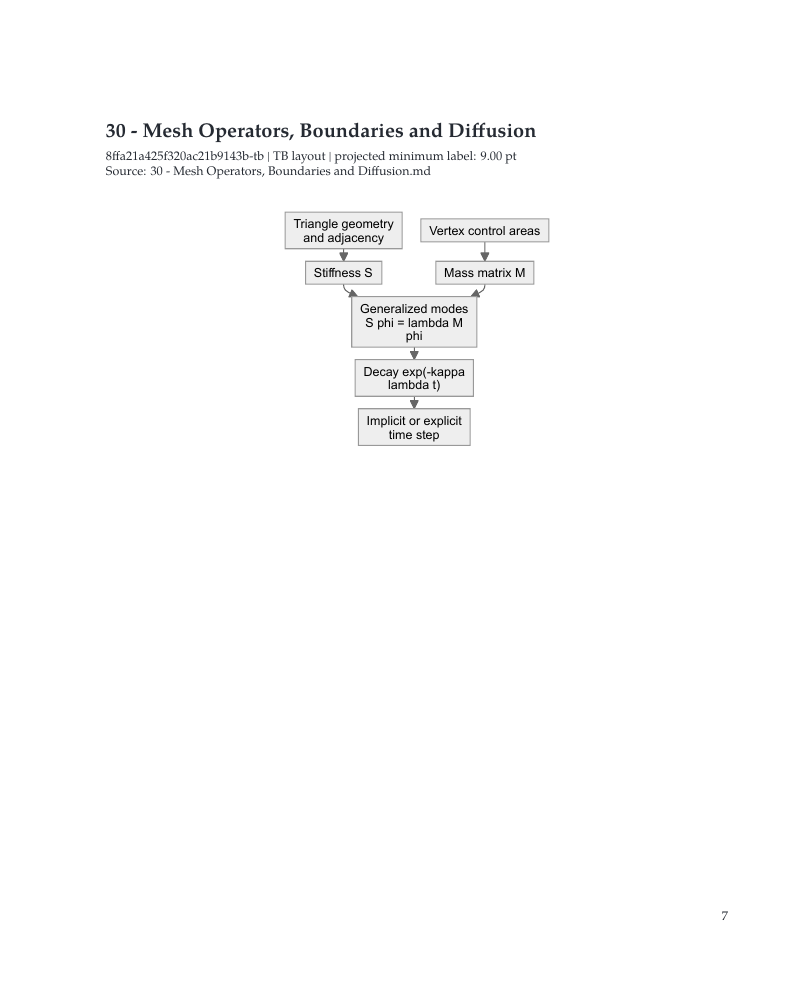 30 - Mesh Operators, Boundaries and Diffusion
8ffa21a425f320ac21b9143b-tb | TB layout | projected minimum label: 9.00 pt
Source: 30 - Mesh Operators, Boundaries and Diffusion.md
Triangle geometry
and adjacency
Vertex control areas
Stiffness S
Mass matrix M
Generalized modes
S phi = lambda M
phi
Decay exp(-kappa
lambda t)
Implicit or explicit
time step
7